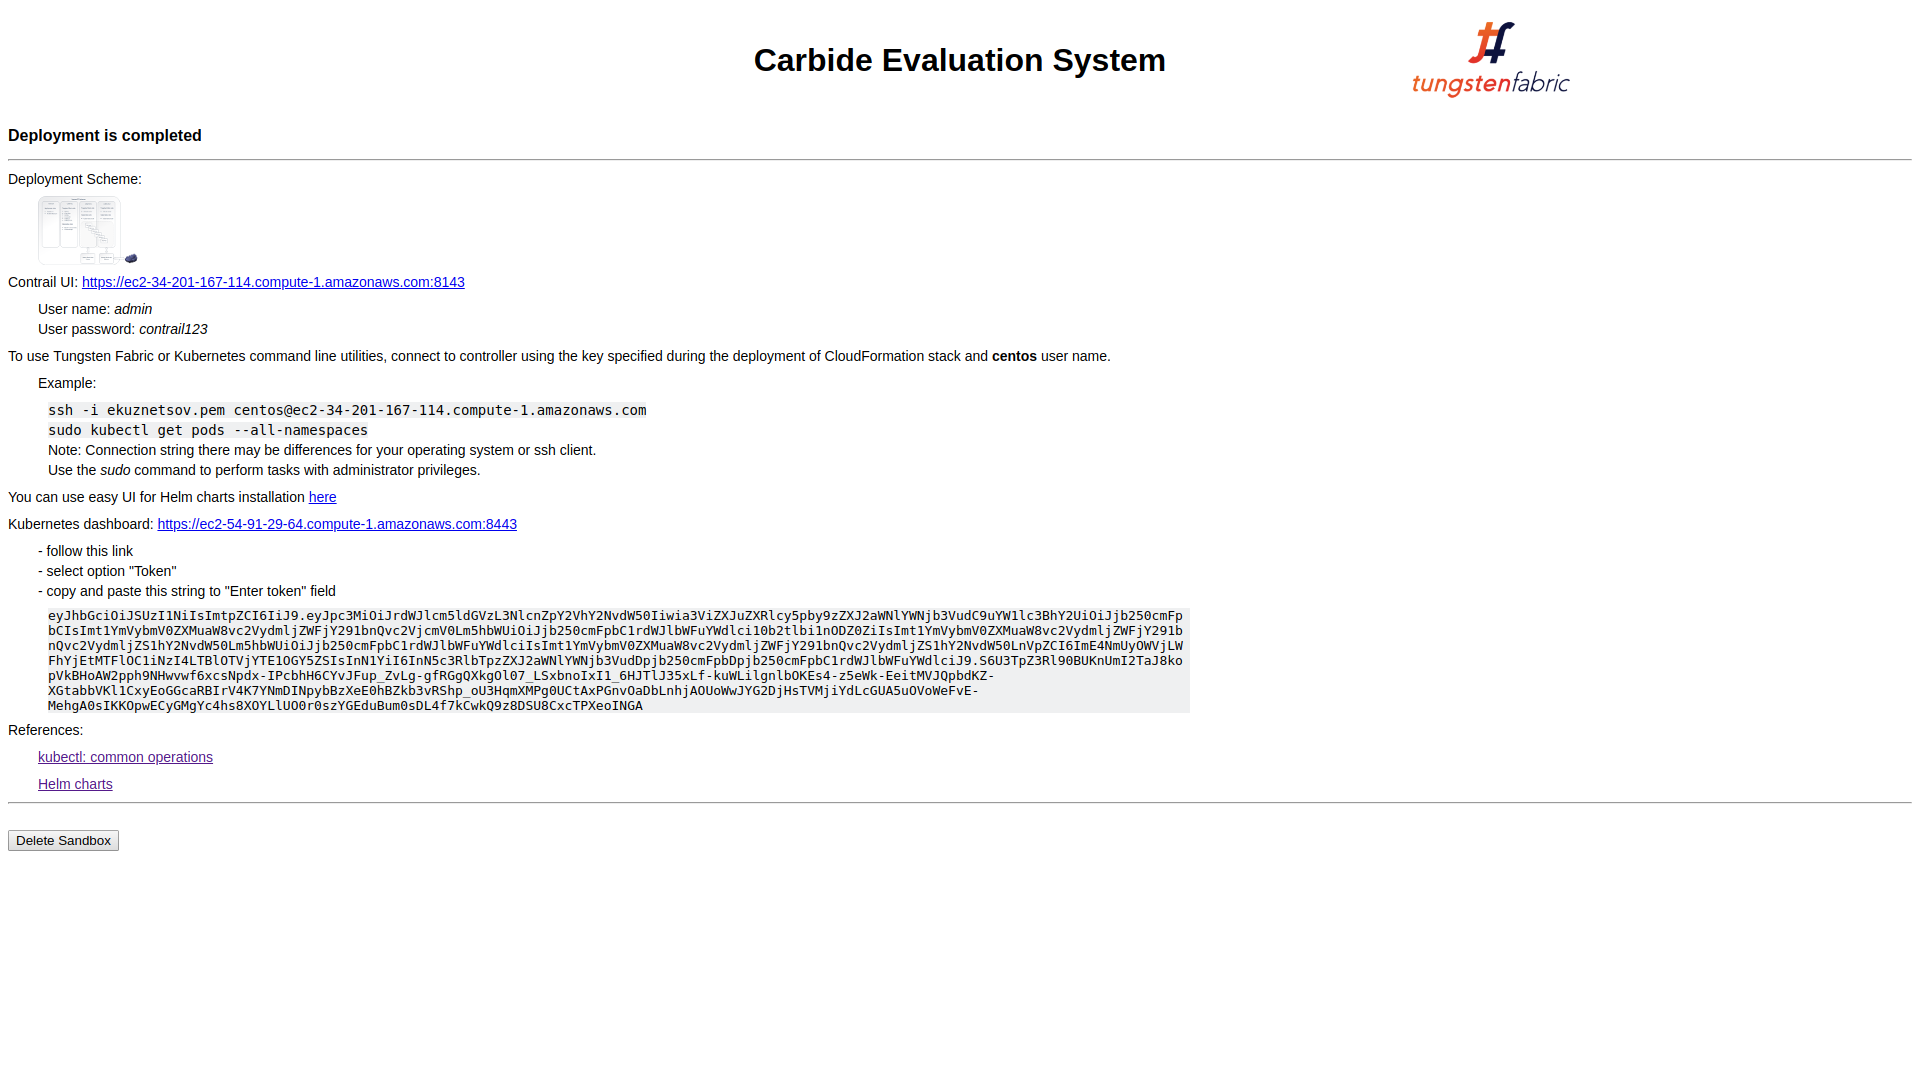 Carbide Evaluation System
tungstenfabric
Deployment is completed
Deployment Scheme:
Contrail UI: https://ec2-34-201-167-114.compute-1.amazonaws.com:8143
User name: admin
User password: contrail123
To use Tungsten Fabric or Kubernetes command line utilities, connect to controller using the key specified during the deployment of CloudFormation stack and centos user name.
Example:
ssh -i ekuznetsov.pem centos@ec2-34-201-167-114.compute-1.amazonaws.com
sudo kubectl get pods --all-namespaces
Note: Connection string there may be differences for your operating system or ssh client.
Use the sudo command to perform tasks with administrator privileges.
You can use easy UI for Helm charts installation here
Kubernetes dashboard: https://ec2-54-91-29-64.compute-1.amazonaws.com:8443
- follow this link
- select option "Token"
- copy and paste this string to "Enter token" field
eyJhbGciOiJSUzI1NiIsImtpZCI6IiJ9.eyJpc3MiOiJrdWJlcm5ldGVzL3NlcnZpY2VhY2NvdW50Iiwia3ViZXJuZXRlcy5pby9zZXJ2aWNlYWNjb3VudC9uYW1lc3BhY2UiOiJjb250cmFp
bCIsImt1YmVybmV0ZXMuaW8vc2VydmljZWFjY291bnQvc2VjcmV0Lm5hbWUiOiJjb250cmFpbC1rdWJlbWFuYWdlci10b2tlbi1nODZ0ZiIsImt1YmVybmV0ZXMuaW8vc2VydmljZWFjY291b
nQvc2VydmljZS1hY2NvdW50Lm5hbWUiOiJjb250cmFpbC1rdWJlbWFuYWdlciIsImt1YmVybmV0ZXMuaW8vc2VydmljZWFjY291bnQvc2VydmljZS1hY2NvdW50LnVpZCI6ImE4NmUyOWVjLW
FhYjEtMTFlOC1iNzI4LTBlOTVjYTE1OGY5ZSIsInN1YiI6InN5c3RlbTpzZXJ2aWNlYWNjb3VudDpjb250cmFpbDpjb250cmFpbC1rdWJlbWFuYWdlciJ9.S6U3TpZ3Rl90BUKnUmI2TaJ8ko
pVkBHoAW2pph9NHwvwf6xcsNpdx-IPcbhH6CYvJFup_ZvLg-gfRGgQXkgOl07_LSxbnoIxI1_6HJTlJ35xLf-kuWLilgnlbOKEs4-z5eWk-EeitMVJQpbdKZ-
XGtabbVKl1CxyEoGGcaRBIrV4K7YNmDINpybBzXeE0hBZkb3vRShp_oU3HqmXMPg0UCtAxPGnvOaDbLnhjAOUoWwJYG2DjHsTVMjiYdLcGUA5uOVoWeFvE-
MehgA0sIKKOpwECyGMgYc4hs8XOYLlUO0r0szYGEduBum0sDL4f7kCwkQ9z8DSU8CxcTPXeoINGA
References:
kubectl: common operations
Helm charts
Delete Sandbox